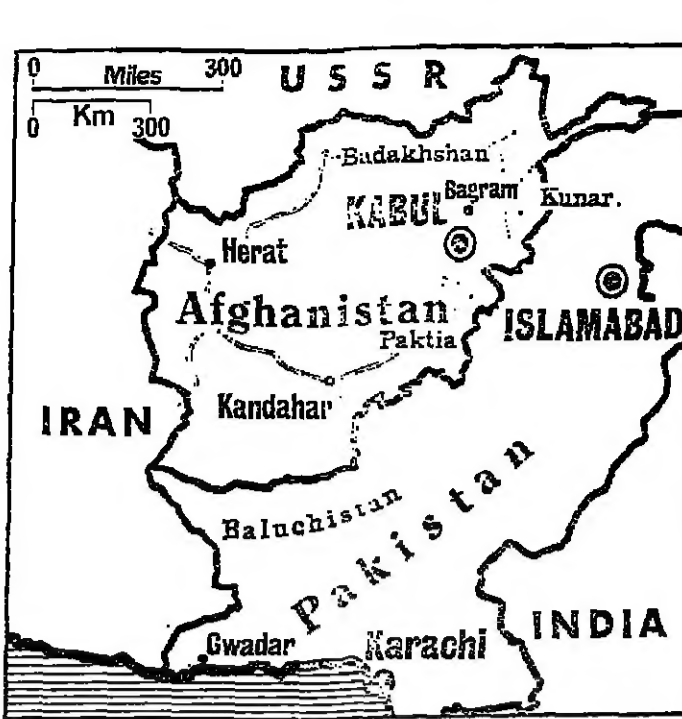 0 Miles 300
Km
0 300
U S S R
Badakhshan
Bagram
KABUL
Kunar.
Herat
Afghanistan
ISLAMABAD
Paktia
Kandahar
IRAN
Baluchistan
Pakistan
INDIA
Gwadar
Karachi